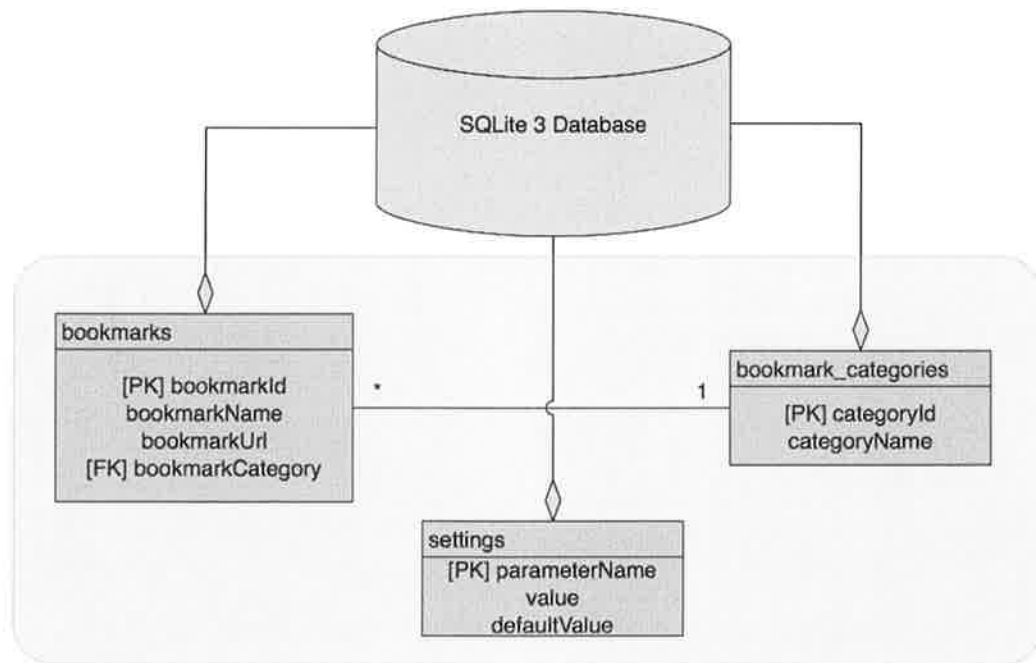 SQLite 3 Database
bookmarks
[PK] bookmarkId
bookmarkName
bookmarkUrl
[FK] bookmarkCategory
*
1
bookmark_categories
[PK] categoryId
categoryName
settings
[PK] parameterName
value
defaultValue